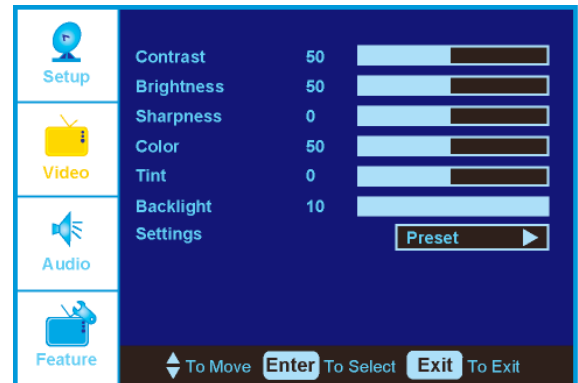 Setup
Video
Audio
Feature
Contrast 50
Brightness 50
Sharpness 0
Color 50
Tint 0
Backlight 10
Settings Preset
To Move Enter To Select Exit To Exit